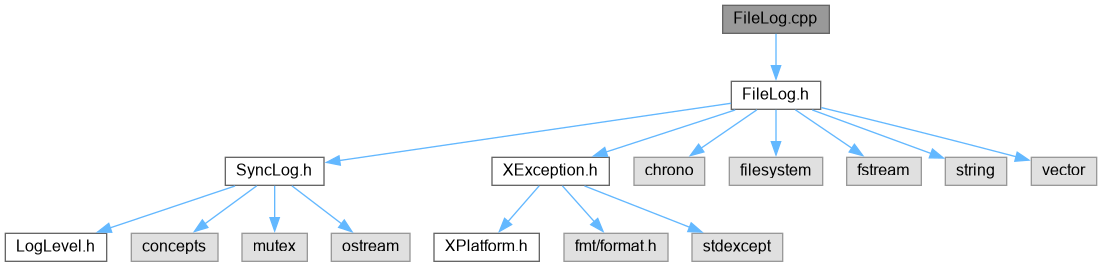 FileLog.cpp
FileLog.h
SyncLog.h
XException.h
chrono
filesystem
fstream
string
vector
LogLevel.h
concepts
mutex
ostream
XPlatform.h
fmt/format.h
stdexcept